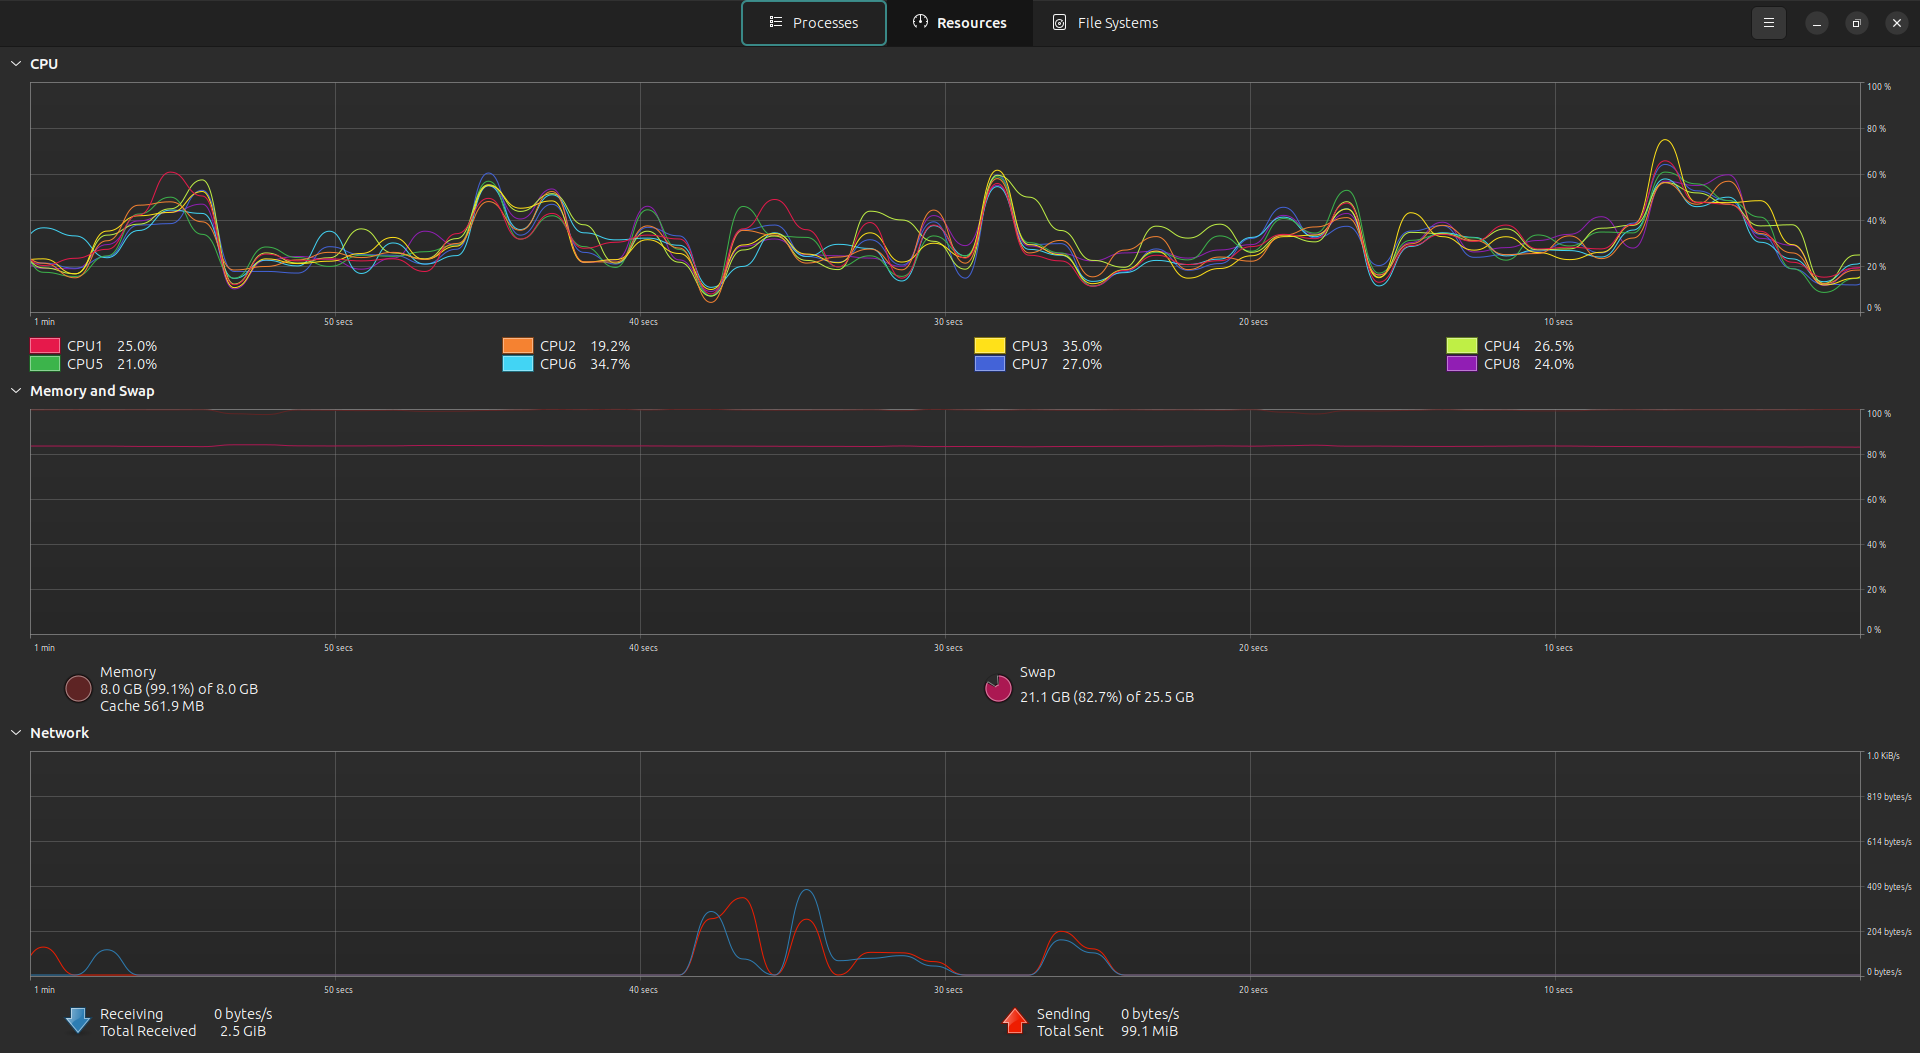 Processes
Resources
File Systems
CPU
100 %
80 %
60 %
40 %
20 %
0 %
1 min
50 secs
40 secs
30 secs
20 secs
10 secs
CPU1 25.0%
CPU2 19.2%
CPU3 35.0%
CPU4 26.5%
CPU5 21.0%
CPU6 34.7%
CPU7 27.0%
CPU8 24.0%
Memory and Swap
100 %
80 %
60 %
40 %
20 %
0 %
1 min
50 secs
40 secs
30 secs
20 secs
10 secs
Memory
8.0 GB (99.1%) of 8.0 GB
Cache 561.9 MB
Swap
21.1 GB (82.7%) of 25.5 GB
Network
1.0 KiB/s
819 bytes/s
614 bytes/s
409 bytes/s
204 bytes/s
0 bytes/s
1 min
50 secs
40 secs
30 secs
20 secs
10 secs
Receiving 0 bytes/s
Total Received 2.5 GiB
Sending 0 bytes/s
Total Sent 99.1 MiB